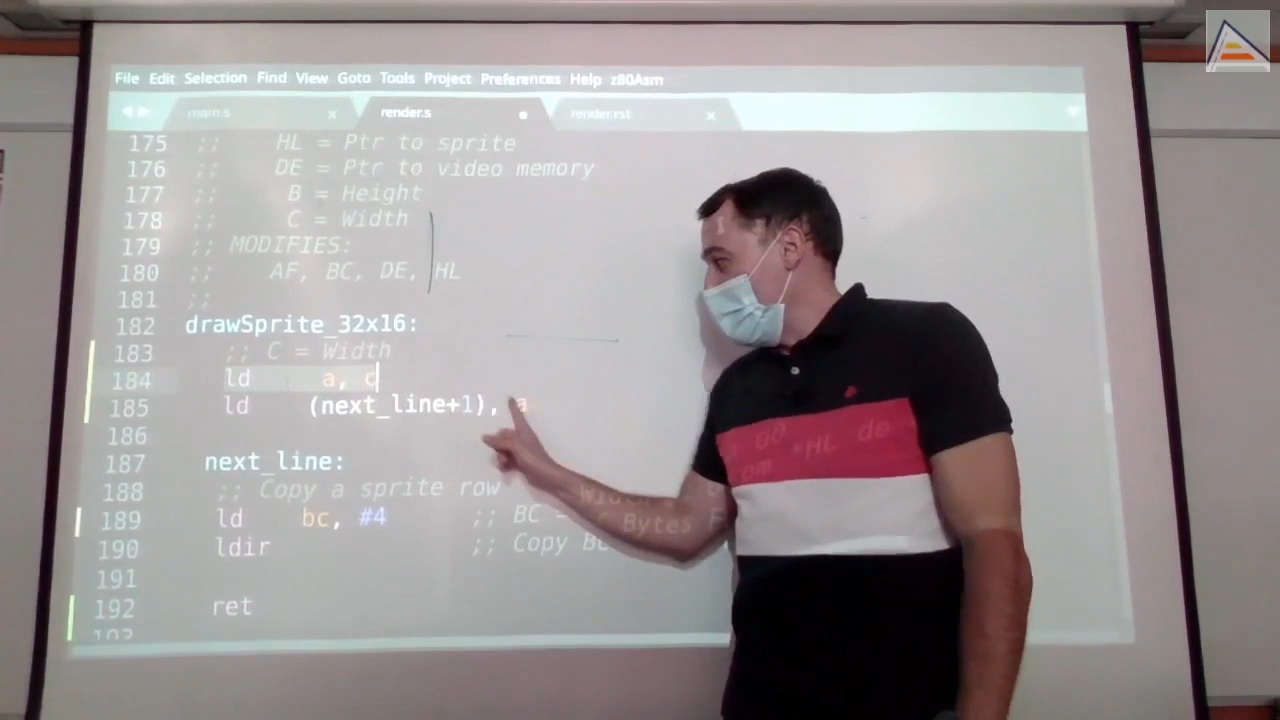 File Edit Selection Find View Goto Tools Project Preferences Help z80Asm
main.s × render.s render.rst ×
175 ;; HL = Ptr to sprite
176 ;; DE = Ptr to video memory
177 ;; B = Height
178 ;; C = Width
179 ;; MODIFIES:
180 ;; AF, BC, DE, HL
181 ;;
182 drawSprite_32x16:
183 ;; C = Width
184 ld a, c
185 ld (next_line+1), a
186
187 next_line:
188 ;; Copy a sprite row
189 ld bc, #4 ;; BC = Width
190 ldir ;; Copy Bytes
191
192 ret
193